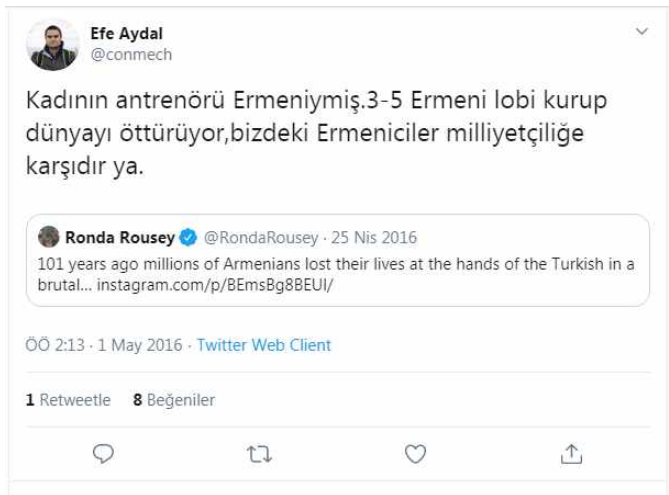 Efe Aydal
@conmech
Kadının antrenörü Ermeniymiş.3-5 Ermeni lobi kurup
dünyayı öttürüyor,bizdeki Ermeniciler milliyetçiliğe
karşıdır ya.
Ronda Rousey @RondaRousey · 25 Nis 2016
101 years ago millions of Armenians lost their lives at the hands of the Turkish in a
brutal... instagram.com/p/BEmsBg8BEUI/
ÖÖ 2:13 · 1 May 2016 · Twitter Web Client
1 Retweetle 8 Beğeniler